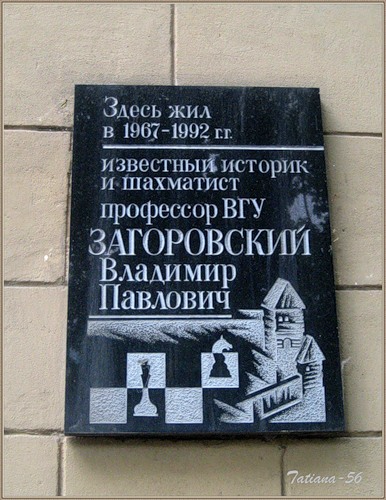 Здесь жил
в 1967-1992 г.г.
известный историк
и шахматист
профессор ВГУ
ЗАГОРОВСКИЙ
Владимир
Павлович
Tatiana-56